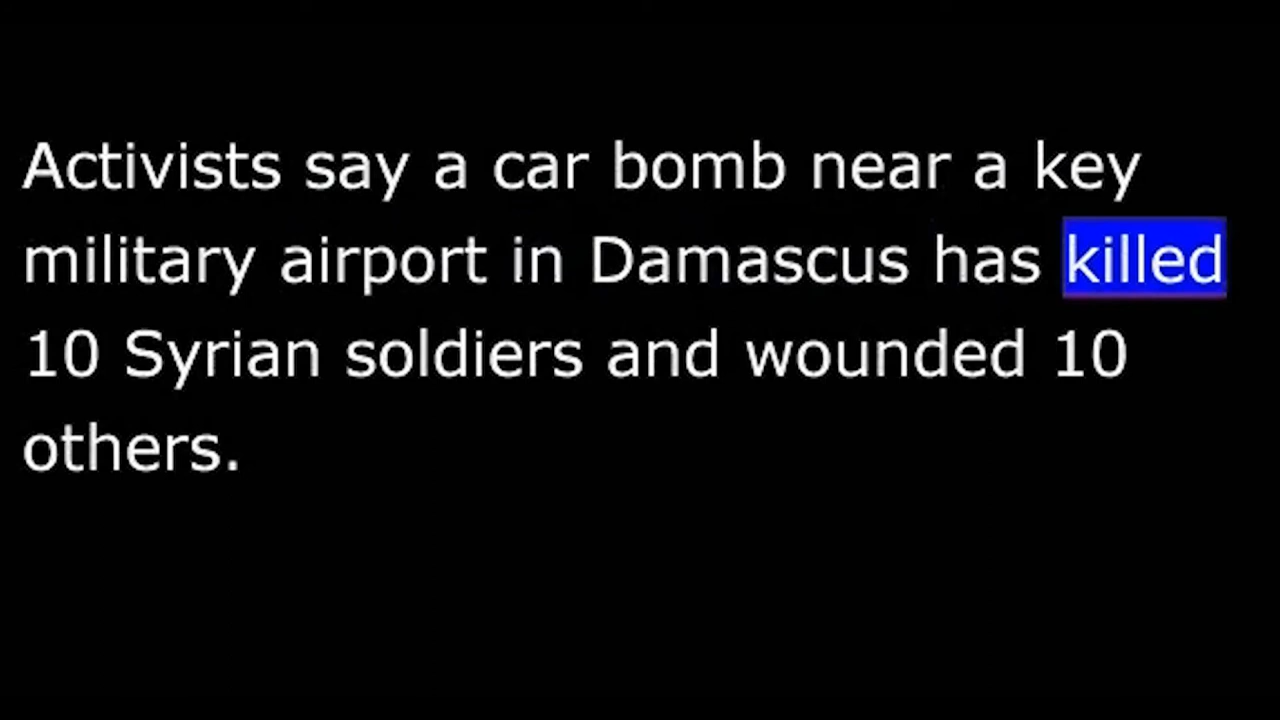 Activists say a car bomb near a key
military airport in Damascus has killed
10 Syrian soldiers and wounded 10
others.